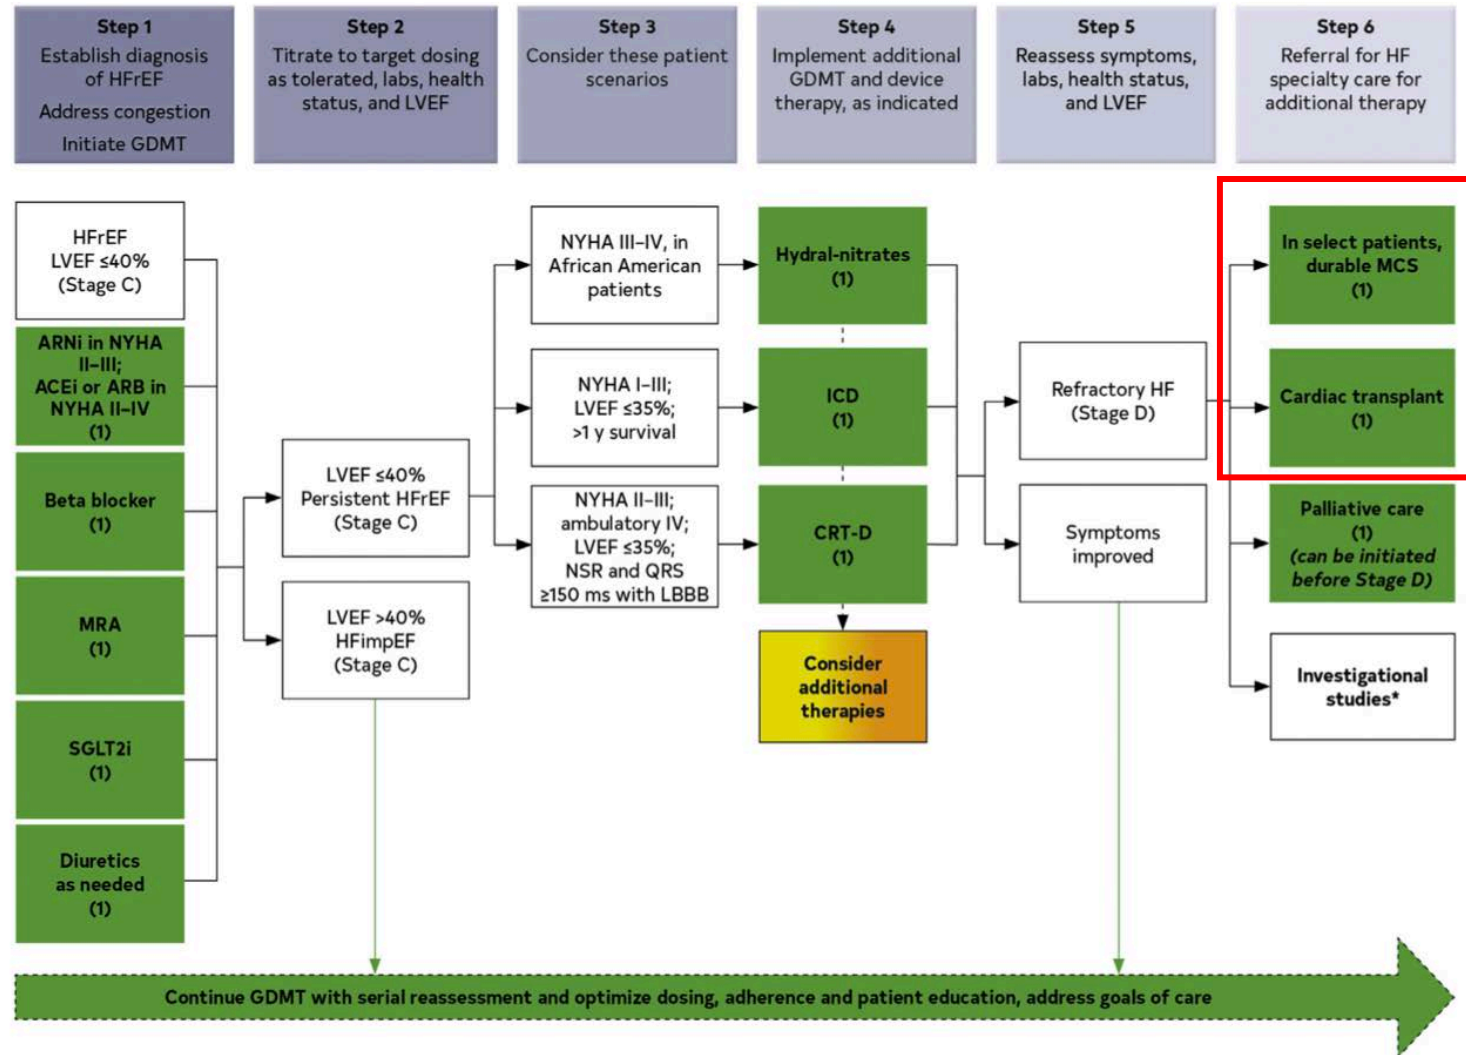 Step 1
Establish diagnosis
of HFrEF
Address congestion
Initiate GDMT
Step 2
Titrate to target dosing
as tolerated, labs, health
status, and LVEF
Step 3
Consider these patient
scenarios
Step 4
Implement additional
GDMT and device
therapy, as indicated
Step 5
Reassess symptoms,
labs, health status,
and LVEF
Step 6
Referral for HF
specialty care for
additional therapy
HFrEF
LVEF ≤40%
(Stage C)
ARNi in NYHA
II–III;
ACEi or ARB in
NYHA II–IV
(1)
Beta blocker
(1)
MRA
(1)
SGLT2i
(1)
Diuretics
as needed
(1)
LVEF ≤40%
Persistent HFrEF
(Stage C)
LVEF >40%
HFimpEF
(Stage C)
NYHA III–IV, in
African American
patients
NYHA I–III;
LVEF ≤35%;
>1 y survival
NYHA II–III;
ambulatory IV;
LVEF ≤35%;
NSR and QRS
≥150 ms with LBBB
Hydral-nitrates
(1)
ICD
(1)
CRT-D
(1)
Consider
additional
therapies
Refractory HF
(Stage D)
Symptoms
improved
In select patients,
durable MCS
(1)
Cardiac transplant
(1)
Palliative care
(1)
(can be initiated
before Stage D)
Investigational
studies*
Continue GDMT with serial reassessment and optimize dosing, adherence and patient education, address goals of care